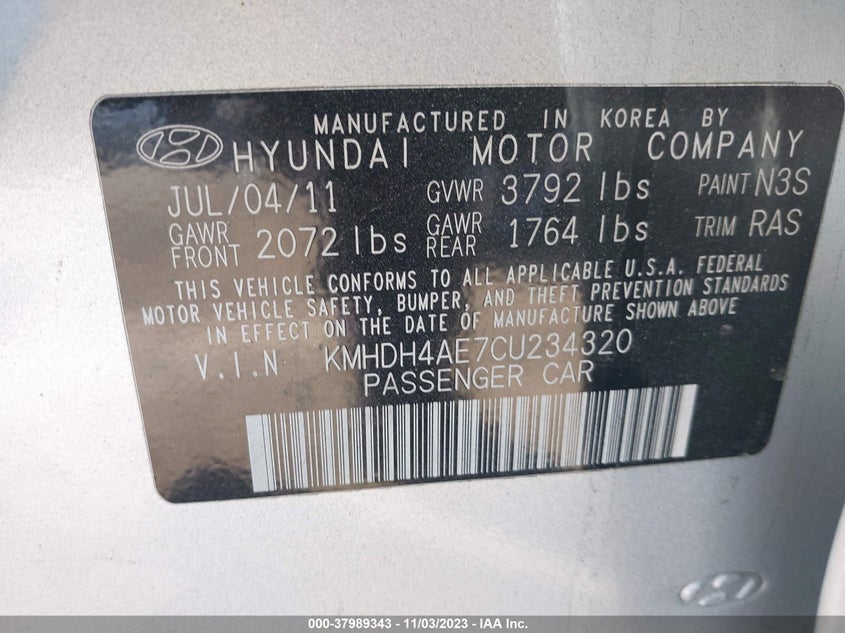 MANUFACTURED IN KOREA BY
HYUNDAI MOTOR COMPANY
JUL/04/11 GVWR 3792 lbs PAINT N3S
GAWR FRONT 2072 lbs GAWR REAR 1764 lbs TRIM RAS
THIS VEHICLE CONFORMS TO ALL APPLICABLE U.S.A. FEDERAL
MOTOR VEHICLE SAFETY, BUMPER, AND THEFT PREVENTION STANDARDS
IN EFFECT ON THE DATE OF MANUFACTURE SHOWN ABOVE
V.I.N KMHDH4AE7CU234320
PASSENGER CAR
000-37989343 - 11/03/2023 - IAA Inc.